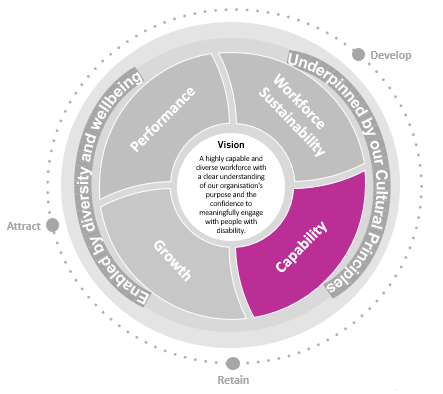 Develop
Underpinned by our Cultural Principles
Enabled by diversity and wellbeing
Performance
Workforce
Sustainability
Vision
A highly capable and
diverse workforce with
a clear understanding
of our organisation's
purpose and the
confidence to
meaningfully engage
with people with
disability.
Attract
Growth
Capability
Retain